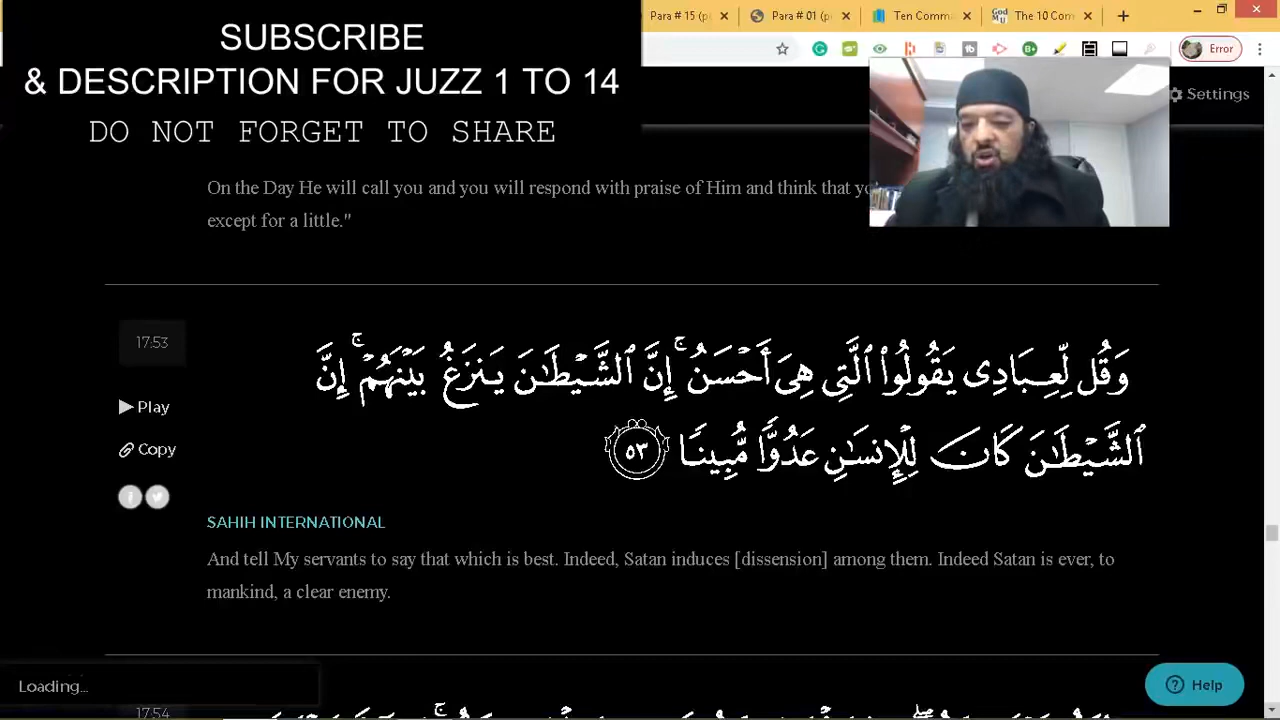 SUBSCRIBE
& DESCRIPTION FOR JUZZ 1 TO 14
DO NOT FORGET TO SHARE
Para # 15 (p
Para # 01 (p
Ten Comma
The 10 Com
Error
Settings
On the Day He will call you and you will respond with praise of Him and think that
except for a little."
17:53
وَقُل لِّعِبَادِى يَقُولُوا۟ ٱلَّتِى هِىَ أَحْسَنُ ۚ إِنَّ ٱلشَّيْطَـٰنَ يَنزَغُ بَيْنَهُمْ ۚ إِنَّ
ٱلشَّيْطَـٰنَ كَانَ لِلْإِنسَـٰنِ عَدُوًّا مُّبِينًا ٥٣
Play
Copy
SAHIH INTERNATIONAL
And tell My servants to say that which is best. Indeed, Satan induces [dissension] among them. Indeed Satan is ever, to
mankind, a clear enemy.
Loading...
Help
17:54